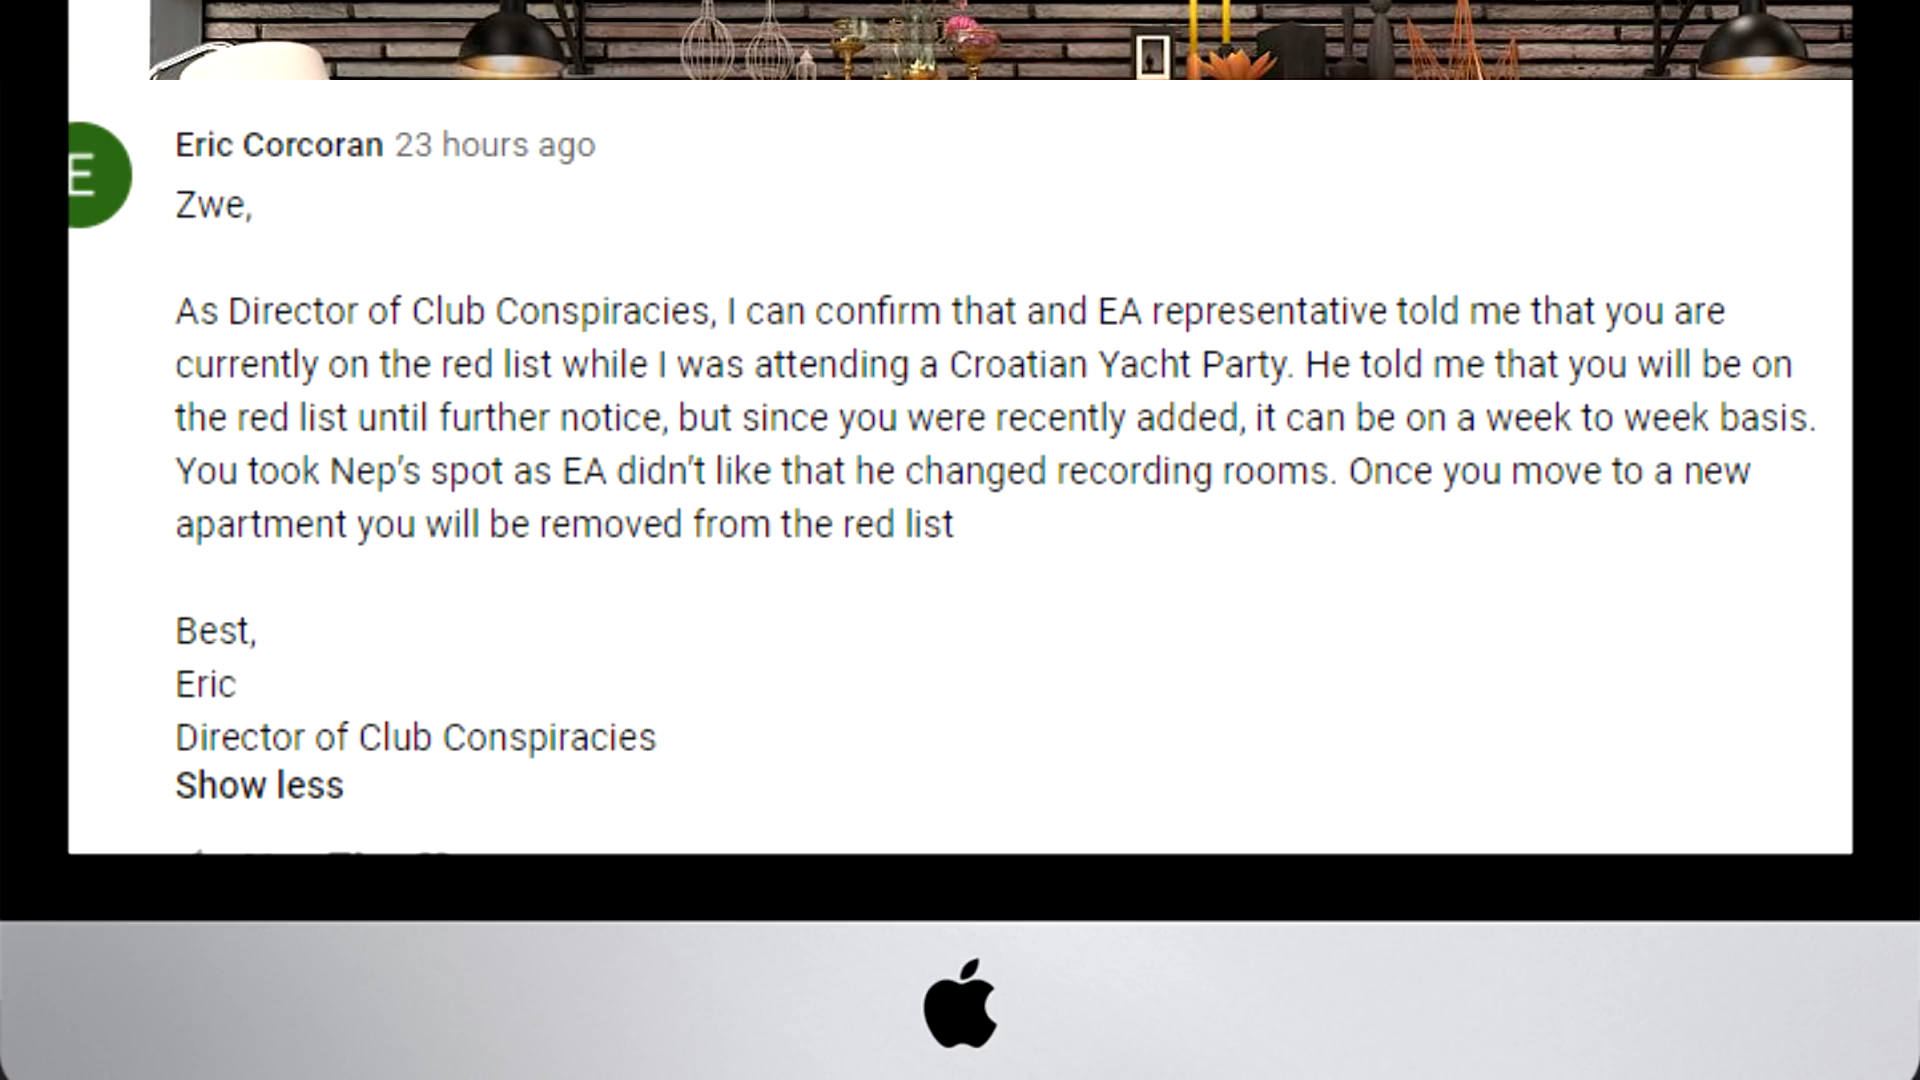 E
Eric Corcoran 23 hours ago
Zwe,
As Director of Club Conspiracies, I can confirm that and EA representative told me that you are
currently on the red list while I was attending a Croatian Yacht Party. He told me that you will be on
the red list until further notice, but since you were recently added, it can be on a week to week basis.
You took Nep’s spot as EA didn’t like that he changed recording rooms. Once you move to a new
apartment you will be removed from the red list
Best,
Eric
Director of Club Conspiracies
Show less